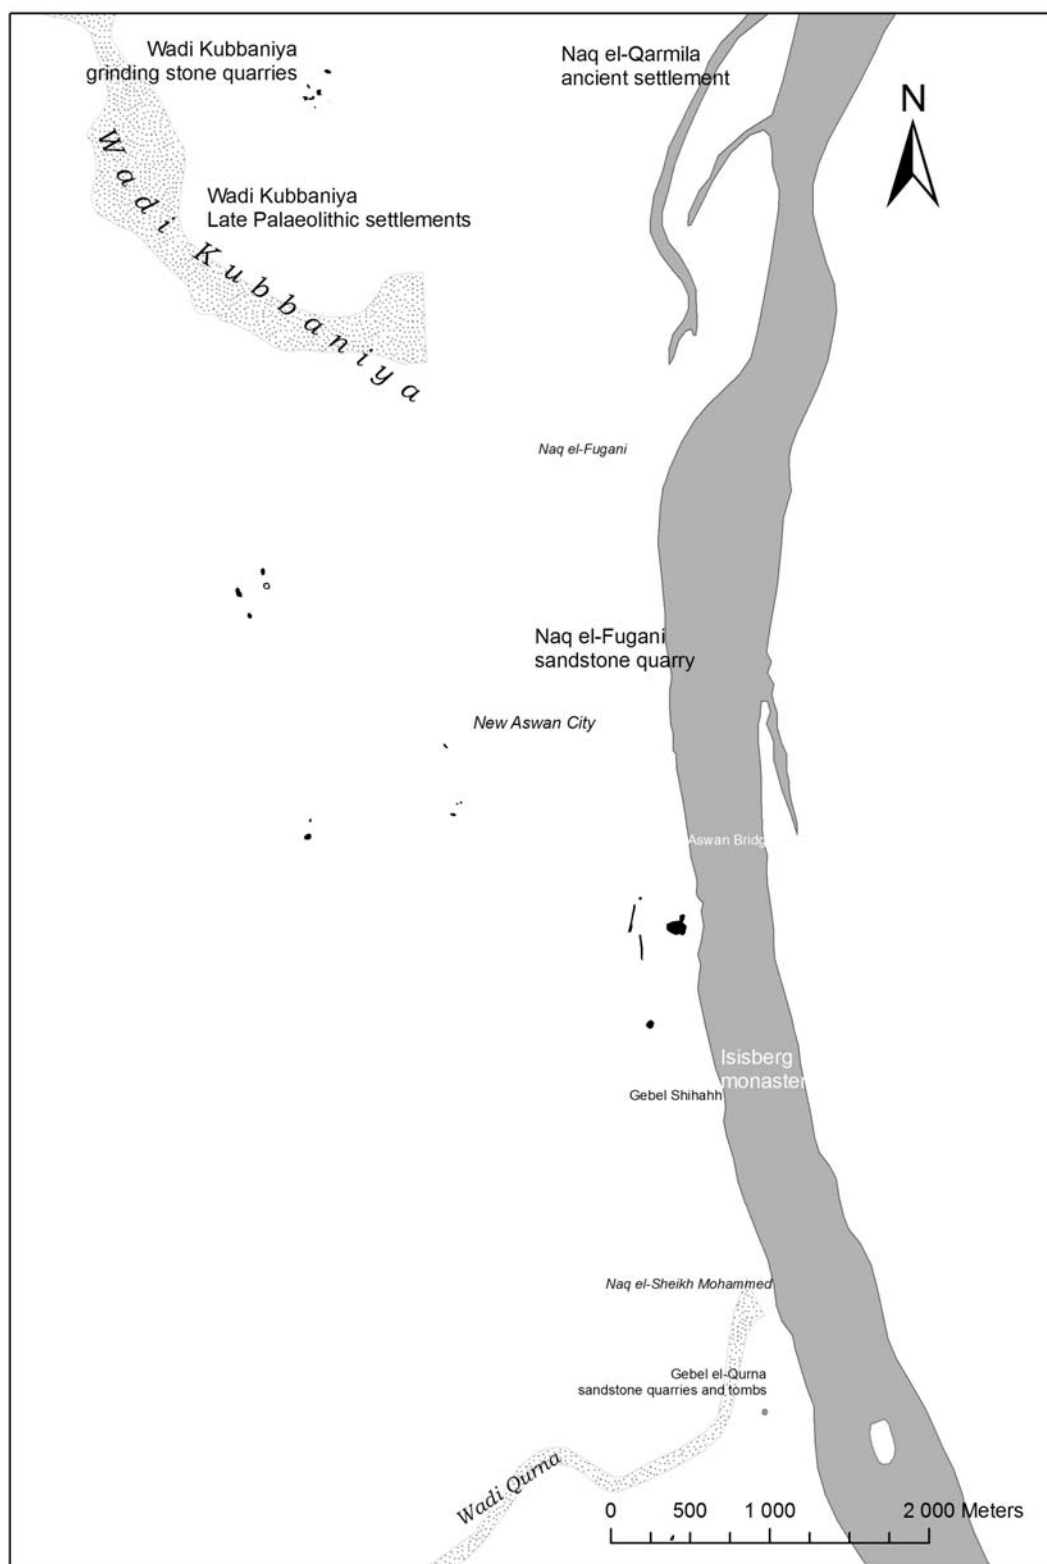 Wadi Kubbaniya
grinding stone quarries
Naq el-Qarmila
ancient settlement
N
Wadi Kubbaniya
Wadi Kubbaniya
Late Palaeolithic settlements
Naq el-Fugani
Naq el-Fugani
sandstone quarry
New Aswan City
Aswan Bridg
Isisberg
monaster
Gebel Shihahh
Naq el-Sheikh Mohammed
Gebel el-Qurna
sandstone quarries and tombs
Wadi Qurna
0 500 1 000 2 000 Meters